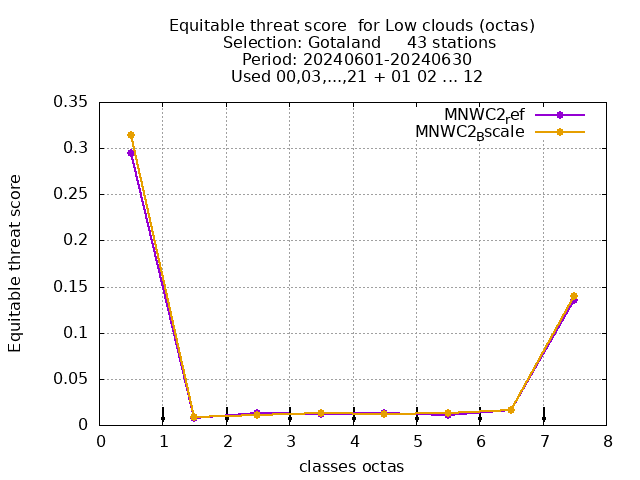 Equitable threat score  for Low clouds (octas)
Selection: Gotaland     43 stations
Period: 20240601-20240630
Used 00,03,...,21 + 01 02 ... 12
MNWC2ref
MNWC2Bscale
Equitable threat score
0.35
0.3
0.25
0.2
0.15
0.1
0.05
0
0 1 2 3 4 5 6 7 8
classes octas